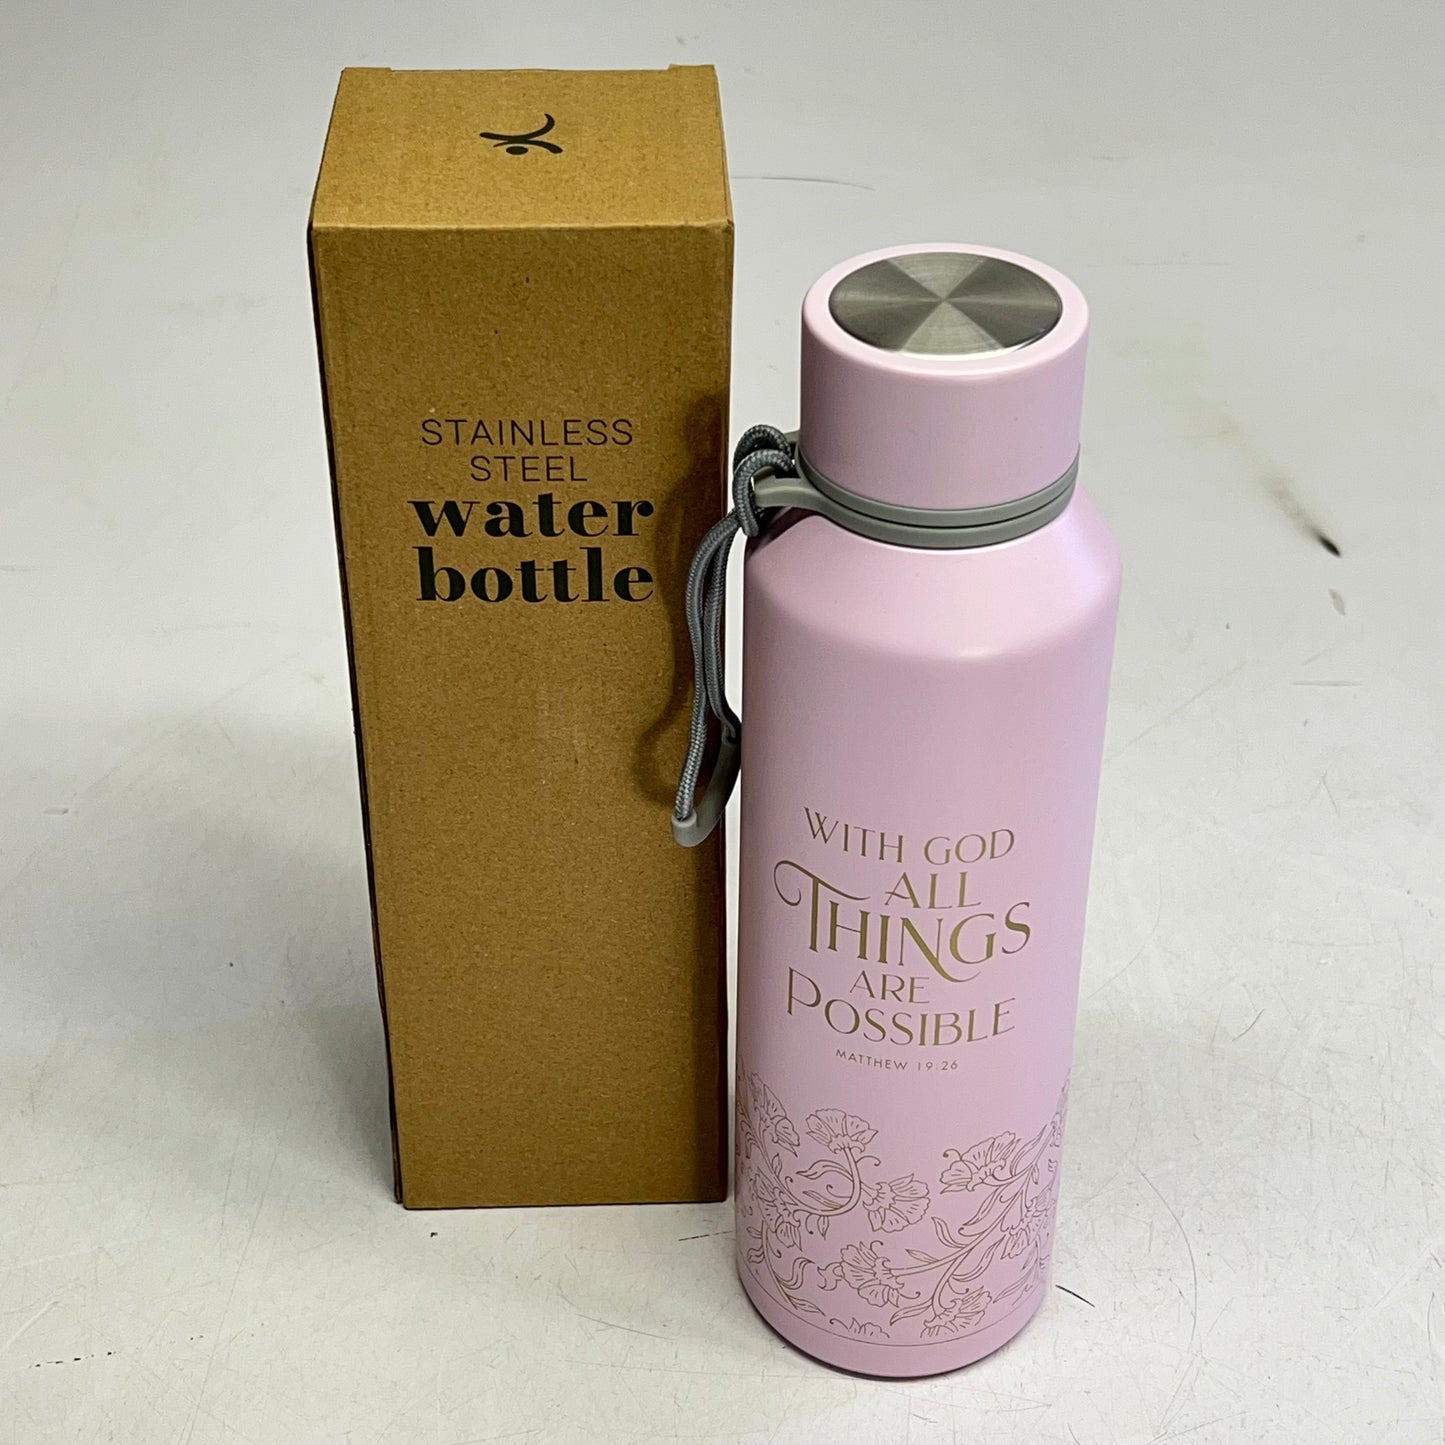 STAINLESS
STEEL
water
bottle
WITH GOD
ALL
THINGS
ARE
POSSIBLE
MATTHEW 19:26